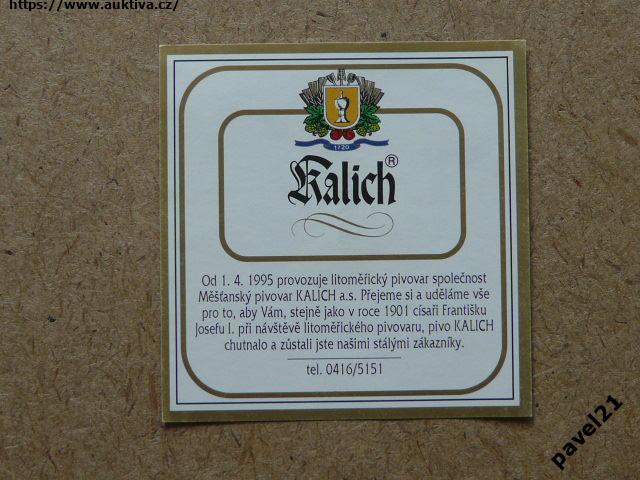 https://www.auktiva.cz/
1720
Kalich®
Od 1. 4. 1995 provozuje litoměřický pivovar společnost
Měšťanský pivovar KALICH a.s. Přejeme si a uděláme vše
pro to, aby Vám, stejně jako v roce 1901 císaři Františku
Josefu I. při návštěvě litoměřického pivovaru, pivo KALICH
chutnalo a zůstali jste našimi stálými zákazníky.
tel. 0416/5151
pavel21